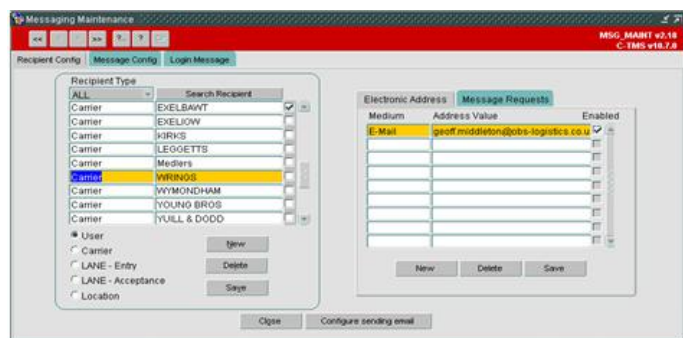 Messaging Maintenance
<< < > >> ?.. ?
MSG_MAINT v2.18
C-TMS v10.7.0
Recipient Config Message Config Login Message
Recipient Type
ALL Search Recipient
Carrier EXELBAWT
Carrier EXELIOW
Carrier KIRKS
Carrier LEGGETTS
Carrier Medlers
Carrier WRINGS
Carrier WYMONDHAM
Carrier YOUNG BROS
Carrier YUILL & DODD
User
Carrier
LANE - Entry
LANE - Acceptance
Location
New
Delete
Save
Electronic Address Message Requests
Medium Address Value Enabled
E-Mail geoff.middleton@obs-logistics.co.u
New Delete Save
Close Configure sending email